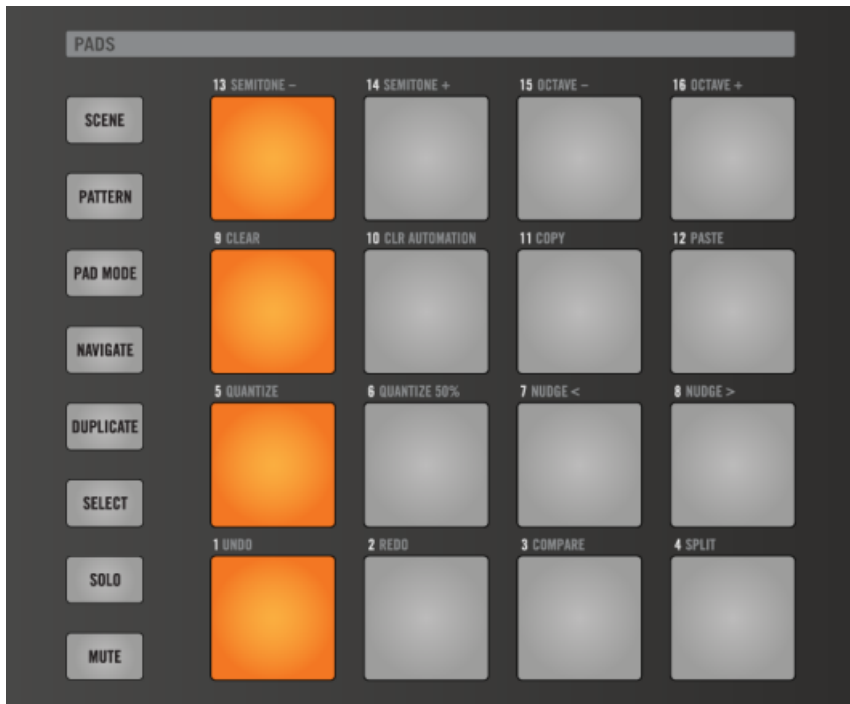 PADS
13 SEMITONE – 14 SEMITONE + 15 OCTAVE – 16 OCTAVE +
SCENE
PATTERN
9 CLEAR 10 CLR AUTOMATION 11 COPY 12 PASTE
PAD MODE
NAVIGATE
5 QUANTIZE 6 QUANTIZE 50% 7 NUDGE < 8 NUDGE >
DUPLICATE
SELECT
1 UNDO 2 REDO 3 COMPARE 4 SPLIT
SOLO
MUTE